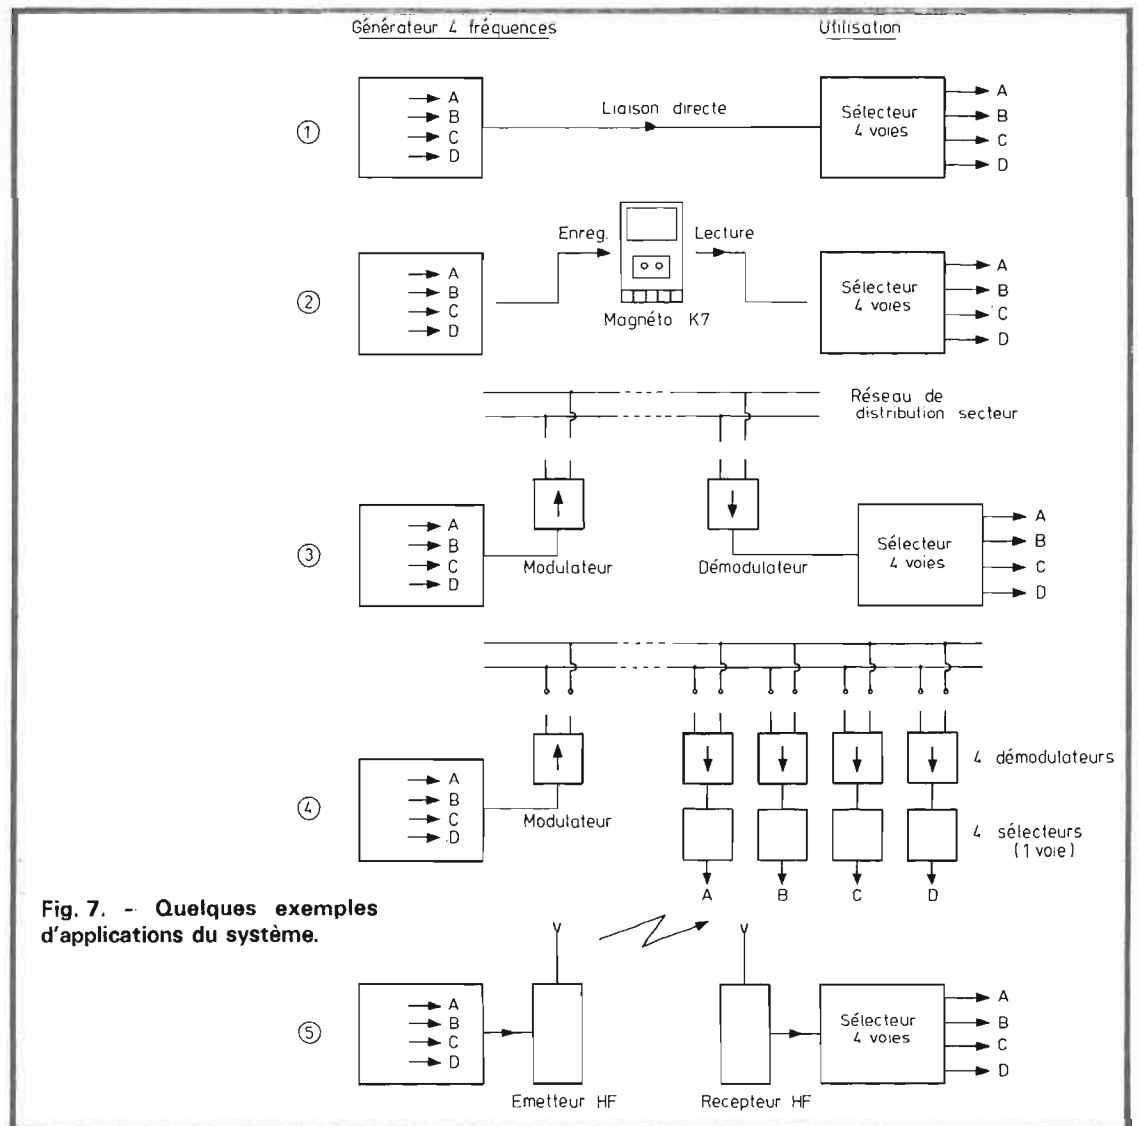 Générateur 4 fréquences
Utilisation
①
A
B
C
D
Liaison directe
Sélecteur
4 voies
A
B
C
D
②
A
B
C
D
Enreg.
Lecture
Magnéto K7
Sélecteur
4 voies
A
B
C
D
Réseau de
distribution secteur
③
A
B
C
D
Modulateur
Démodulateur
Sélecteur
4 voies
A
B
C
D
④
A
B
C
D
Modulateur
4 démodulateurs
4 sélecteurs
(1 voie)
A
B
C
D
Fig. 7. - Quelques exemples
d'applications du système.
⑤
A
B
C
D
Emetteur HF
Recepteur HF
Sélecteur
4 voies
A
B
C
D